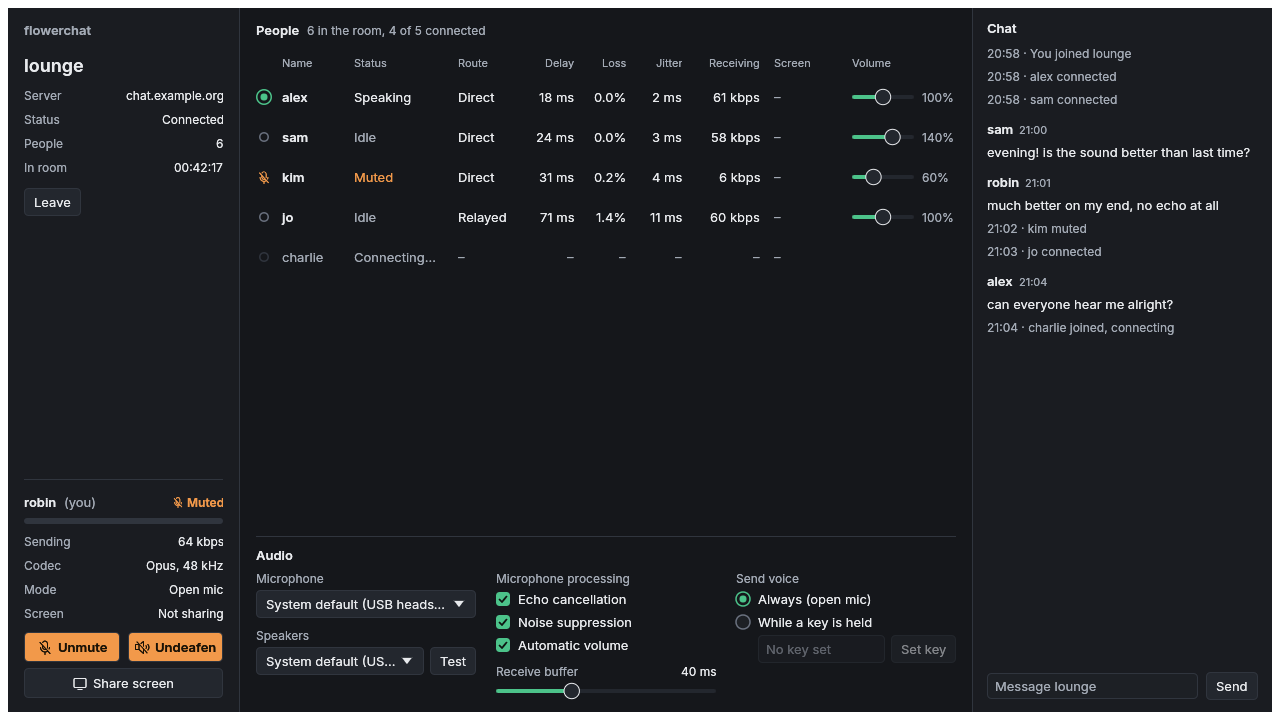 flowerchat
lounge
Server chat.example.org
Status Connected
People 6
In room 00:42:17
Leave
robin (you) Muted
Sending 64 kbps
Codec Opus, 48 kHz
Mode Open mic
Screen Not sharing
Unmute Undeafen
Share screen
People 6 in the room, 4 of 5 connected
Name Status Route Delay Loss Jitter Receiving Screen Volume
alex Speaking Direct 18 ms 0.0% 2 ms 61 kbps – 100%
sam Idle Direct 24 ms 0.0% 3 ms 58 kbps – 140%
kim Muted Direct 31 ms 0.2% 4 ms 6 kbps – 60%
jo Idle Relayed 71 ms 1.4% 11 ms 60 kbps – 100%
charlie Connecting... – – – – – –
Audio
Microphone
System default (USB heads...
Speakers
System default (US... Test
Microphone processing
Echo cancellation
Noise suppression
Automatic volume
Receive buffer 40 ms
Send voice
Always (open mic)
While a key is held
No key set Set key
Chat
20:58 · You joined lounge
20:58 · alex connected
20:58 · sam connected
sam 21:00
evening! is the sound better than last time?
robin 21:01
much better on my end, no echo at all
21:02 · kim muted
21:03 · jo connected
alex 21:04
can everyone hear me alright?
21:04 · charlie joined, connecting
Message lounge Send